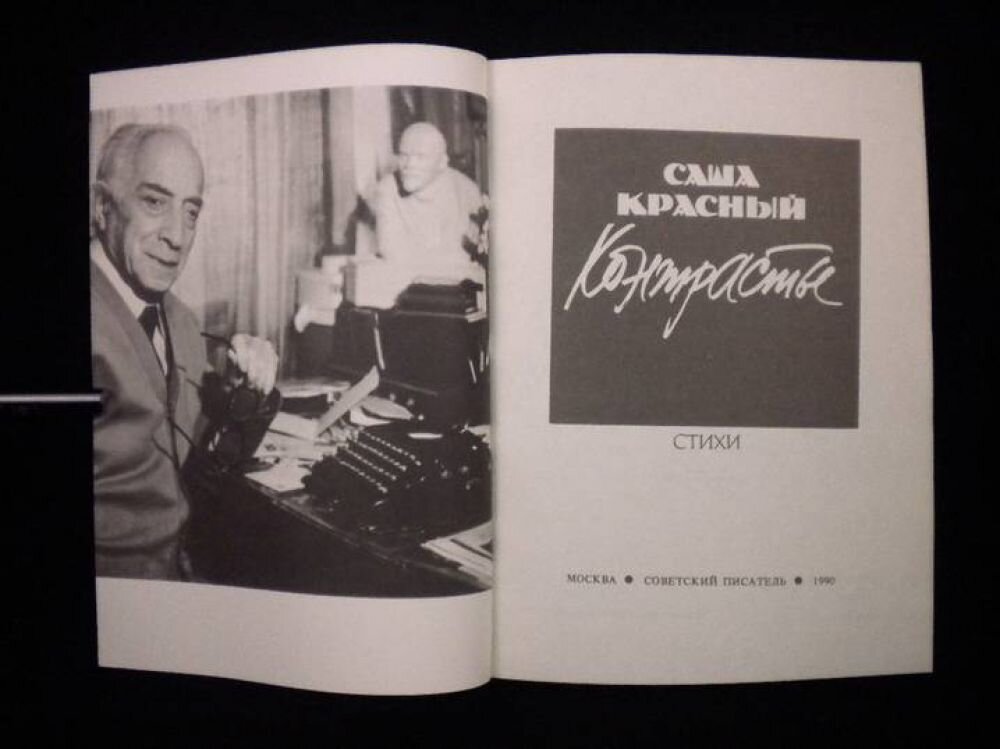 САША
КРАСНЫЙ
Контрасты
СТИХИ
МОСКВА ● СОВЕТСКИЙ ПИСАТЕЛЬ ● 1990